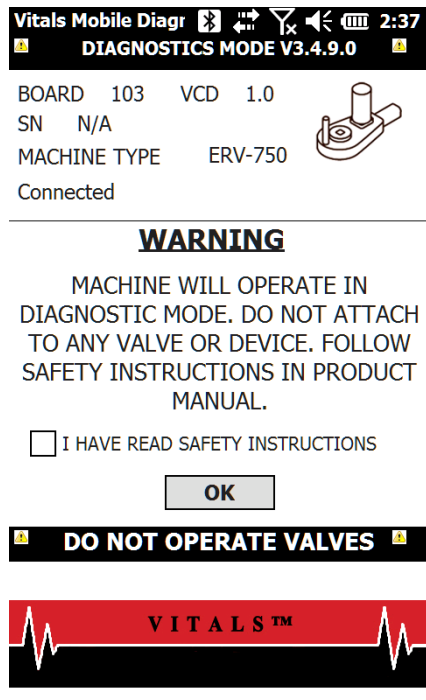 Vitals Mobile Diagr 2:37
DIAGNOSTICS MODE V3.4.9.0
BOARD 103 VCD 1.0
SN N/A
MACHINE TYPE ERV-750
Connected
WARNING
MACHINE WILL OPERATE IN
DIAGNOSTIC MODE. DO NOT ATTACH
TO ANY VALVE OR DEVICE. FOLLOW
SAFETY INSTRUCTIONS IN PRODUCT
MANUAL.
I HAVE READ SAFETY INSTRUCTIONS
OK
DO NOT OPERATE VALVES
VITALS™